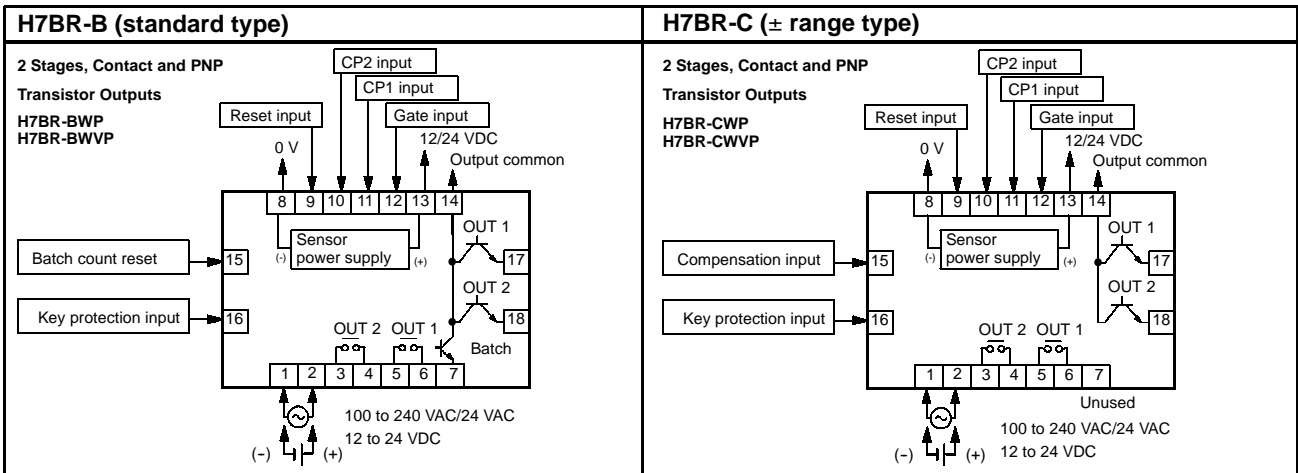 H7BR-B (standard type)
2 Stages, Contact and PNP
Transistor Outputs
H7BR-BWP
H7BR-BWVP
CP2 input
CP1 input
Reset input
Gate input
0 V
12/24 VDC
Output common
8 9 10 11 12 13 14
OUT 1
Sensor
power supply
(-)
(+)
Batch count reset
15
17
OUT 2
Key protection input
16
18
OUT 2 OUT 1
Batch
1 2 3 4 5 6 7
~
100 to 240 VAC/24 VAC
12 to 24 VDC
(-) (+)
H7BR-C (± range type)
2 Stages, Contact and PNP
Transistor Outputs
H7BR-CWP
H7BR-CWVP
CP2 input
CP1 input
Reset input
Gate input
0 V
12/24 VDC
Output common
8 9 10 11 12 13 14
OUT 1
Sensor
power supply
(-)
(+)
Compensation input
15
17
OUT 2
Key protection input
16
18
OUT 2 OUT 1
1 2 3 4 5 6 7
Unused
~
100 to 240 VAC/24 VAC
12 to 24 VDC
(-) (+)